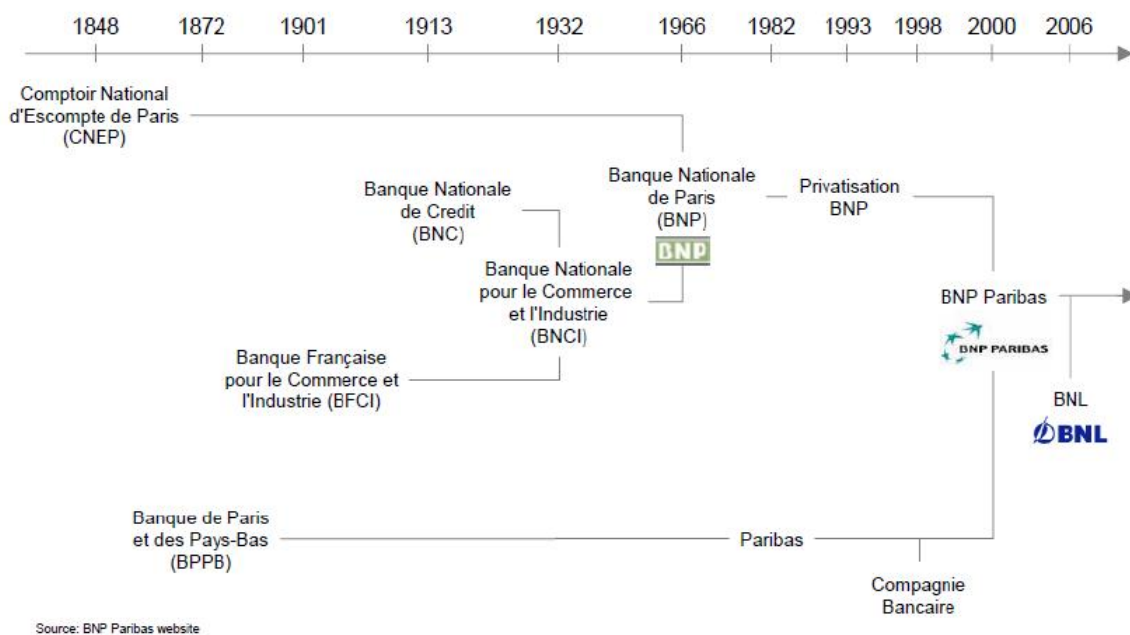 1848 1872 1901 1913 1932 1966 1982 1993 1998 2000 2006
Comptoir National
d'Escompte de Paris
(CNEP)
Banque Nationale
de Credit
(BNC)
Banque Nationale
de Paris
(BNP)
BNP
Privatisation
BNP
Banque Nationale
pour le Commerce
et l'Industrie
(BNCI)
BNP Paribas
BNP PARIBAS
Banque Française
pour le Commerce et
l'Industrie (BFCI)
BNL
BNL
Banque de Paris
et des Pays-Bas
(BPPB)
Paribas
Compagnie
Bancaire
Source: BNP Paribas website